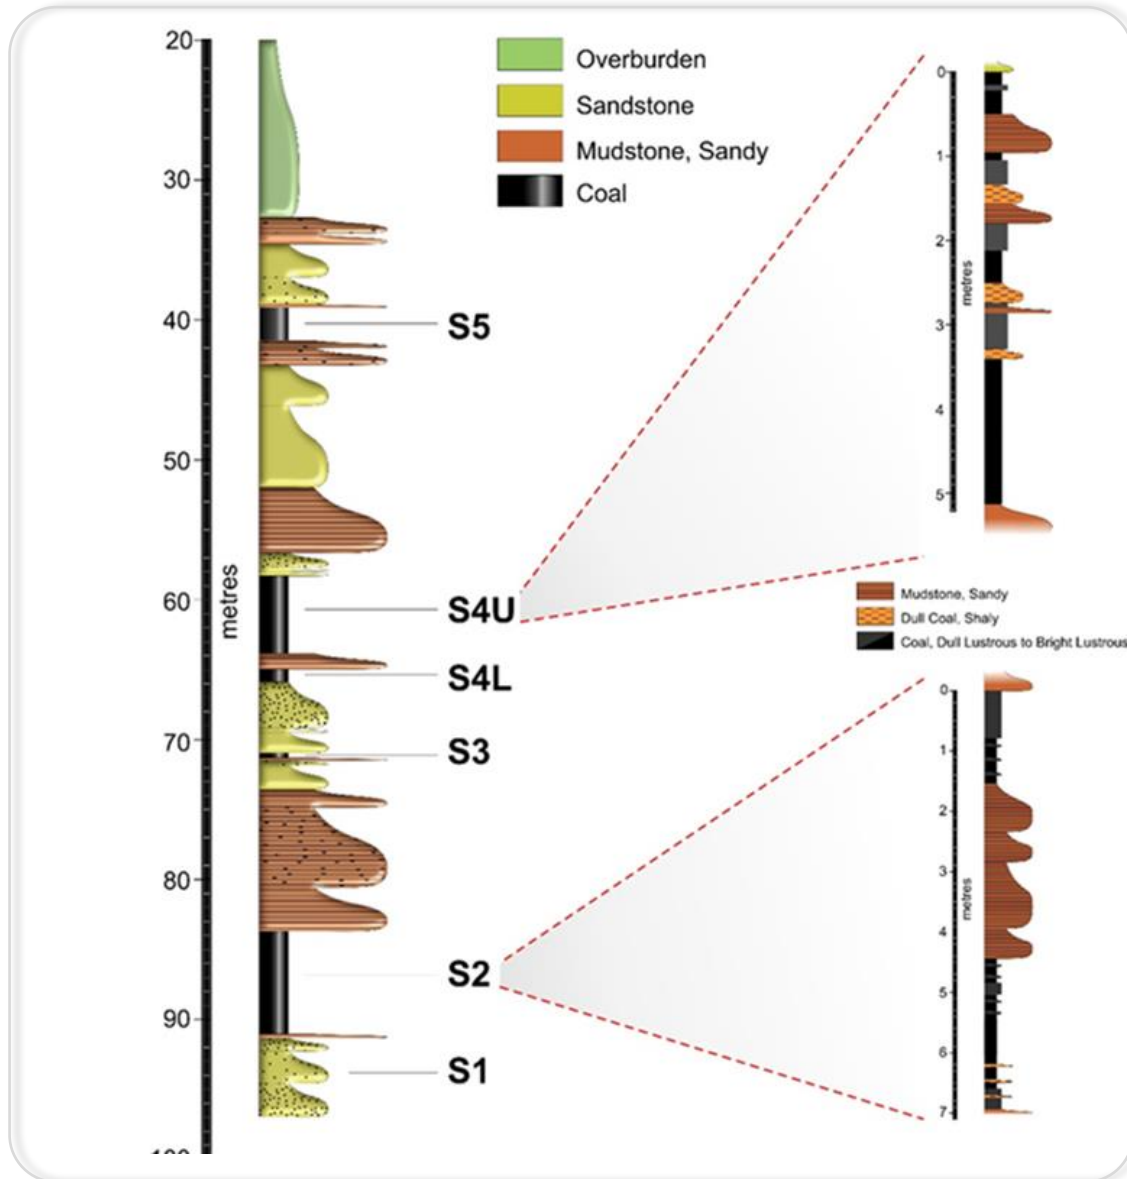 20
30
40
50
60
70
80
90
metres
Overburden
Sandstone
Mudstone, Sandy
Coal
S5
S4U
S4L
S3
S2
S1
0
1
2
3
4
5
metres
Mudstone, Sandy
Dull Coal, Shaly
Coal, Dull Lustrous to Bright Lustrous
0
1
2
3
4
5
6
7
metres